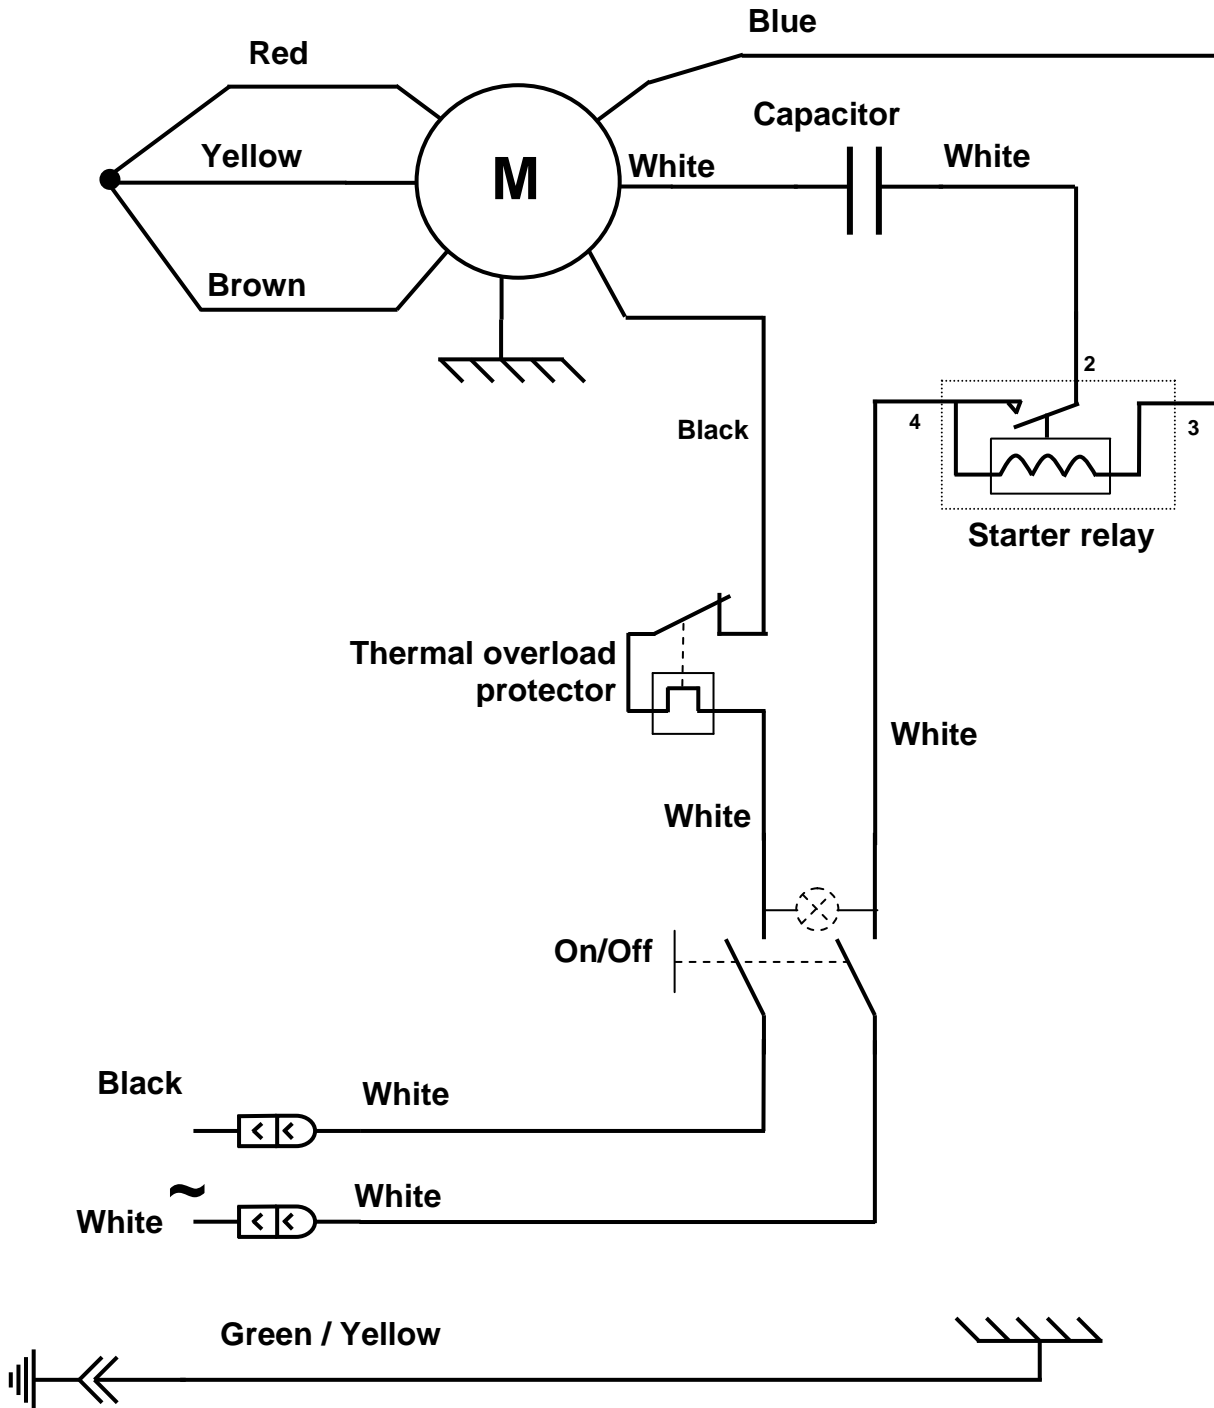 Blue
Red
Capacitor
Yellow
M
White
White
Brown
2
4
3
Black
Starter relay
Thermal overload
protector
White
White
On/Off
Black
White
~
White
White
Green / Yellow